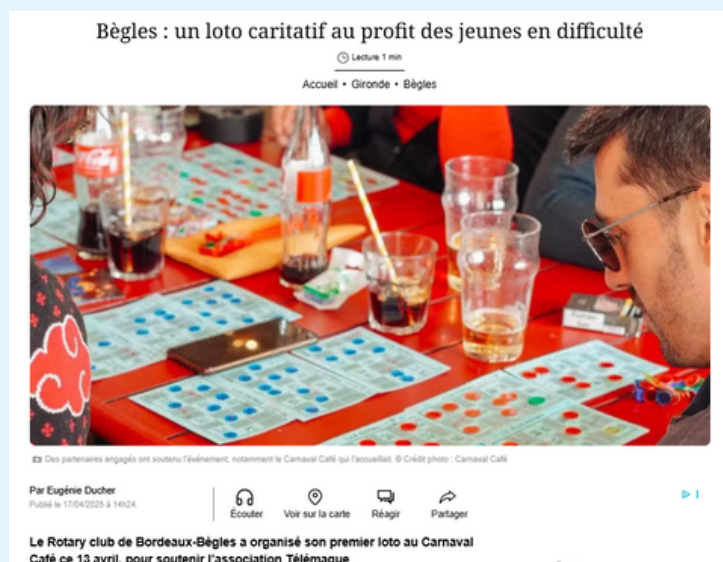 Bègles : un loto caritatif au profit des jeunes en difficulté
Lecture 1 min
Accueil • Gironde • Bègles
Des partenaires engagés ont soutenu l'événement, notamment le Carnaval Café qui l'accueillait. © Crédit photo : Carnaval Café
Par Eugénie Ducher
Publié le 17/04/2025 à 14h24.
Écouter
Voir sur la carte
Réagir
Partager
Le Rotary club de Bordeaux-Bègles a organisé son premier loto au Carnaval
Café ce 13 avril, pour soutenir l'association Télémaque